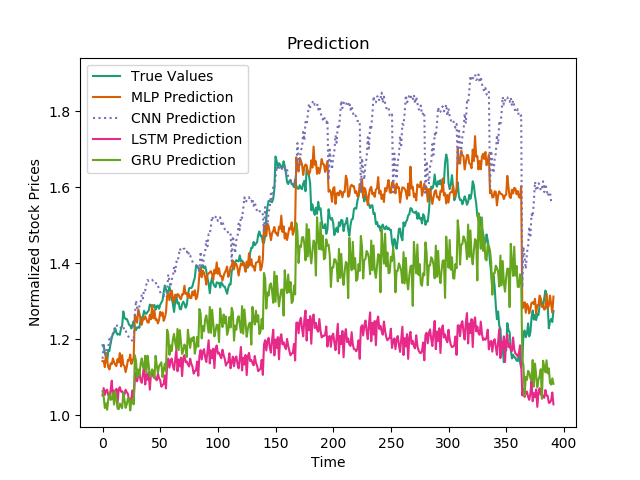 Prediction
True Values
MLP Prediction
CNN Prediction
LSTM Prediction
GRU Prediction
Normalized Stock Prices
1.8
1.6
1.4
1.2
1.0
0 50 100 150 200 250 300 350 400
Time